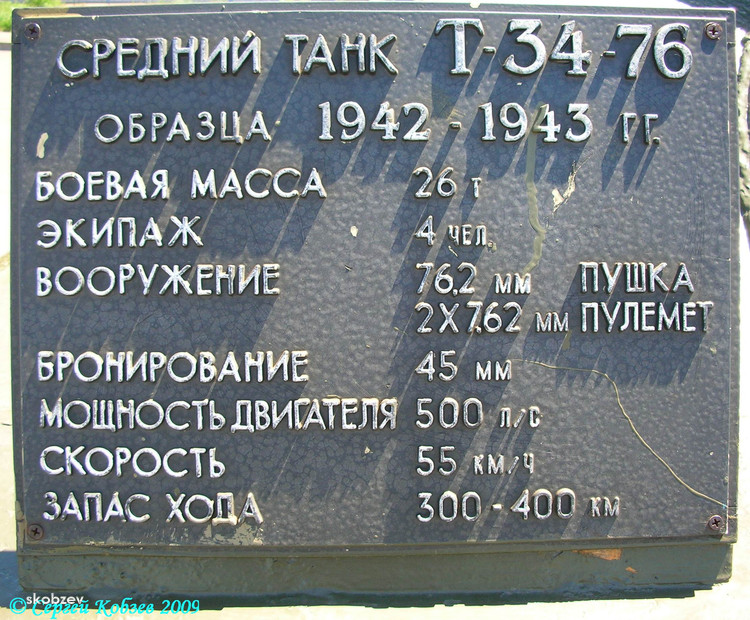 СРЕДНИЙ ТАНК Т-34-76
ОБРАЗЦА 1942 - 1943 ГГ.
БОЕВАЯ МАССА 26 Т
ЭКИПАЖ 4 ЧЕЛ.
ВООРУЖЕНИЕ 76,2 ММ ПУШКА
2X7,62 ММ ПУЛЕМЕТ
БРОНИРОВАНИЕ 45 ММ
МОЩНОСТЬ ДВИГАТЕЛЯ 500 Л/С
СКОРОСТЬ 55 КМ/Ч
ЗАПАС ХОДА 300-400 КМ
skobzev
© Сергей Кобзев 2009